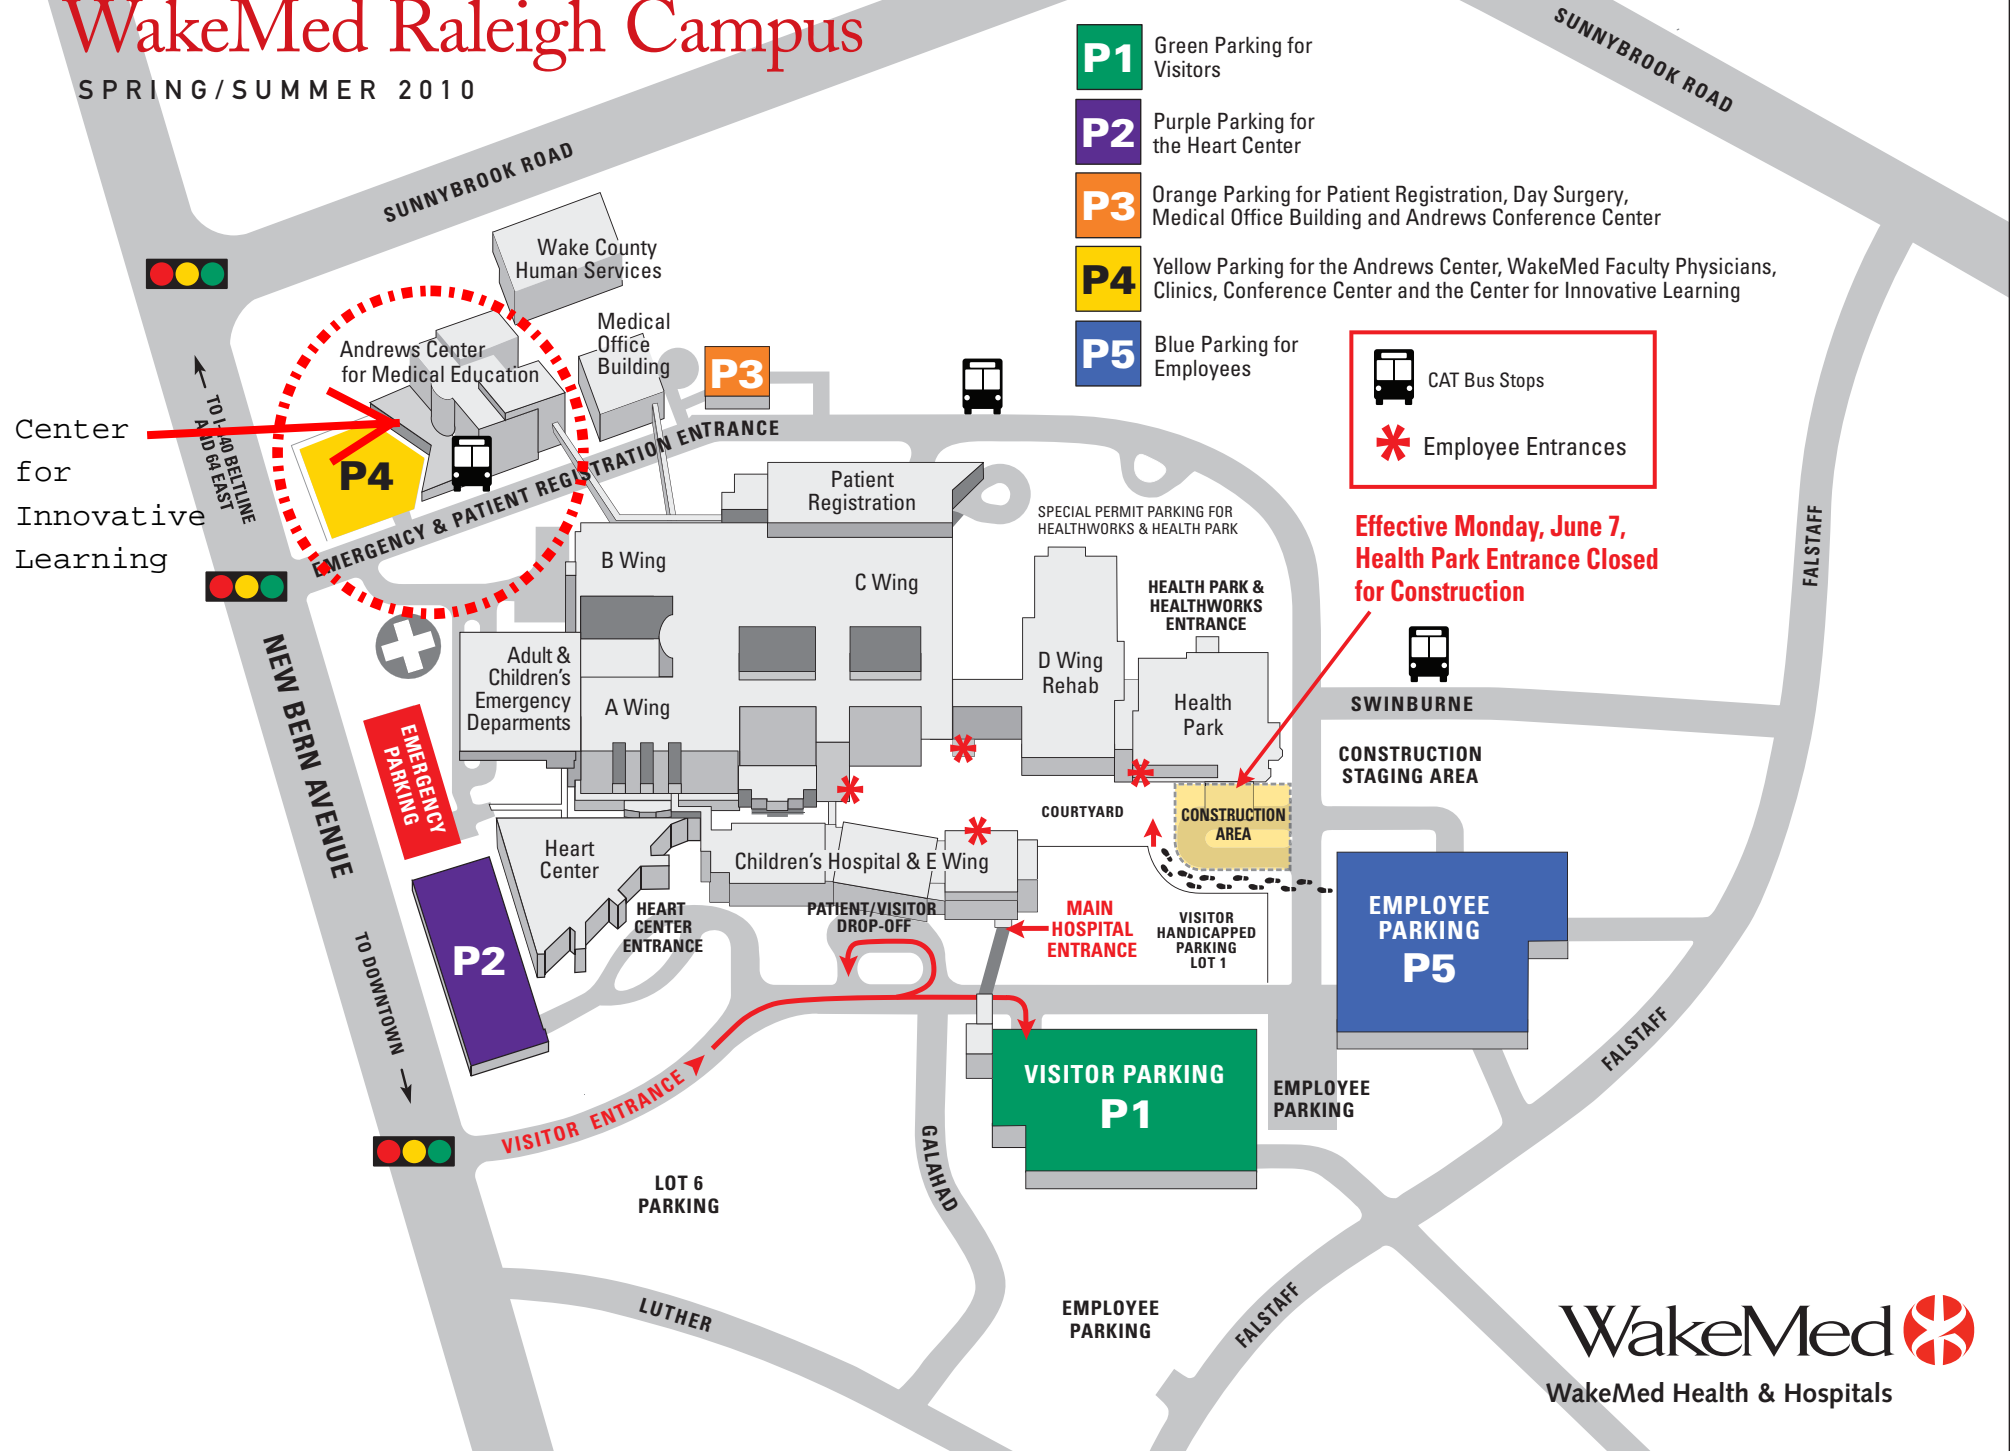 WakeMed Raleigh Campus
SPRING/SUMMER 2010
P1
Green Parking for
Visitors
P2
Purple Parking for
the Heart Center
P3
Orange Parking for Patient Registration, Day Surgery,
Medical Office Building and Andrews Conference Center
P4
Yellow Parking for the Andrews Center, WakeMed Faculty Physicians,
Clinics, Conference Center and the Center for Innovative Learning
P5
Blue Parking for
Employees
CAT Bus Stops
Employee Entrances
SUNNYBROOK ROAD
SUNNYBROOK ROAD
Wake County
Human Services
Medical
Office
Building
Andrews Center
for Medical Education
P3
P4
Center
for
Innovative
Learning
TO I-440 BELTLINE
AND 64 EAST
EMERGENCY & PATIENT REGISTRATION ENTRANCE
Patient
Registration
SPECIAL PERMIT PARKING FOR
HEALTHWORKS & HEALTH PARK
Effective Monday, June 7,
Health Park Entrance Closed
for Construction
FALSTAFF
B Wing
C Wing
HEALTH PARK &
HEALTHWORKS
ENTRANCE
Adult &
Children's
Emergency
Deparments
A Wing
D Wing
Rehab
Health
Park
SWINBURNE
CONSTRUCTION
STAGING AREA
NEW BERN AVENUE
EMERGENCY
PARKING
COURTYARD
CONSTRUCTION
AREA
Heart
Center
Children's Hospital & E Wing
HEART
CENTER
ENTRANCE
PATIENT/VISITOR
DROP-OFF
MAIN
HOSPITAL
ENTRANCE
VISITOR
HANDICAPPED
PARKING
LOT 1
EMPLOYEE
PARKING
P5
P2
TO DOWNTOWN
VISITOR ENTRANCE
VISITOR PARKING
P1
EMPLOYEE
PARKING
FALSTAFF
GALAHAD
LOT 6
PARKING
LUTHER
EMPLOYEE
PARKING
FALSTAFF
WakeMed
WakeMed Health & Hospitals